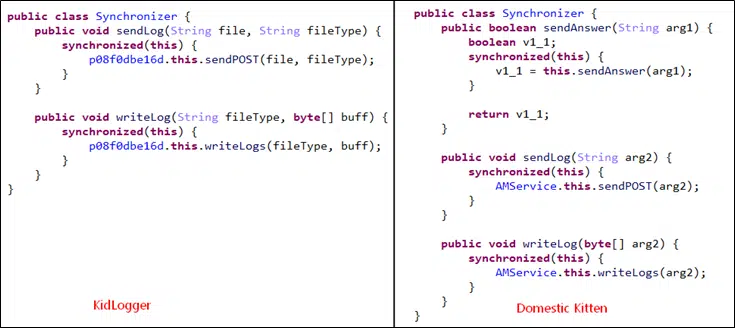 public class Synchronizer {
public void sendLog(String file, String fileType) {
synchronized(this) {
p08f0dbe16d.this.sendPOST(file, fileType);
}
}
public void writeLog(String fileType, byte[] buff) {
synchronized(this) {
p08f0dbe16d.this.writeLogs(fileType, buff);
}
}
}
KidLogger
public class Synchronizer {
public boolean sendAnswer(String arg1) {
boolean v1_1;
synchronized(this) {
v1_1 = this.sendAnswer(arg1);
}
return v1_1;
}
public void sendLog(String arg2) {
synchronized(this) {
AMService.this.sendPOST(arg2);
}
}
public void writeLog(byte[] arg2) {
synchronized(this) {
AMService.this.writeLogs(arg2);
}
}
}
Domestic Kitten